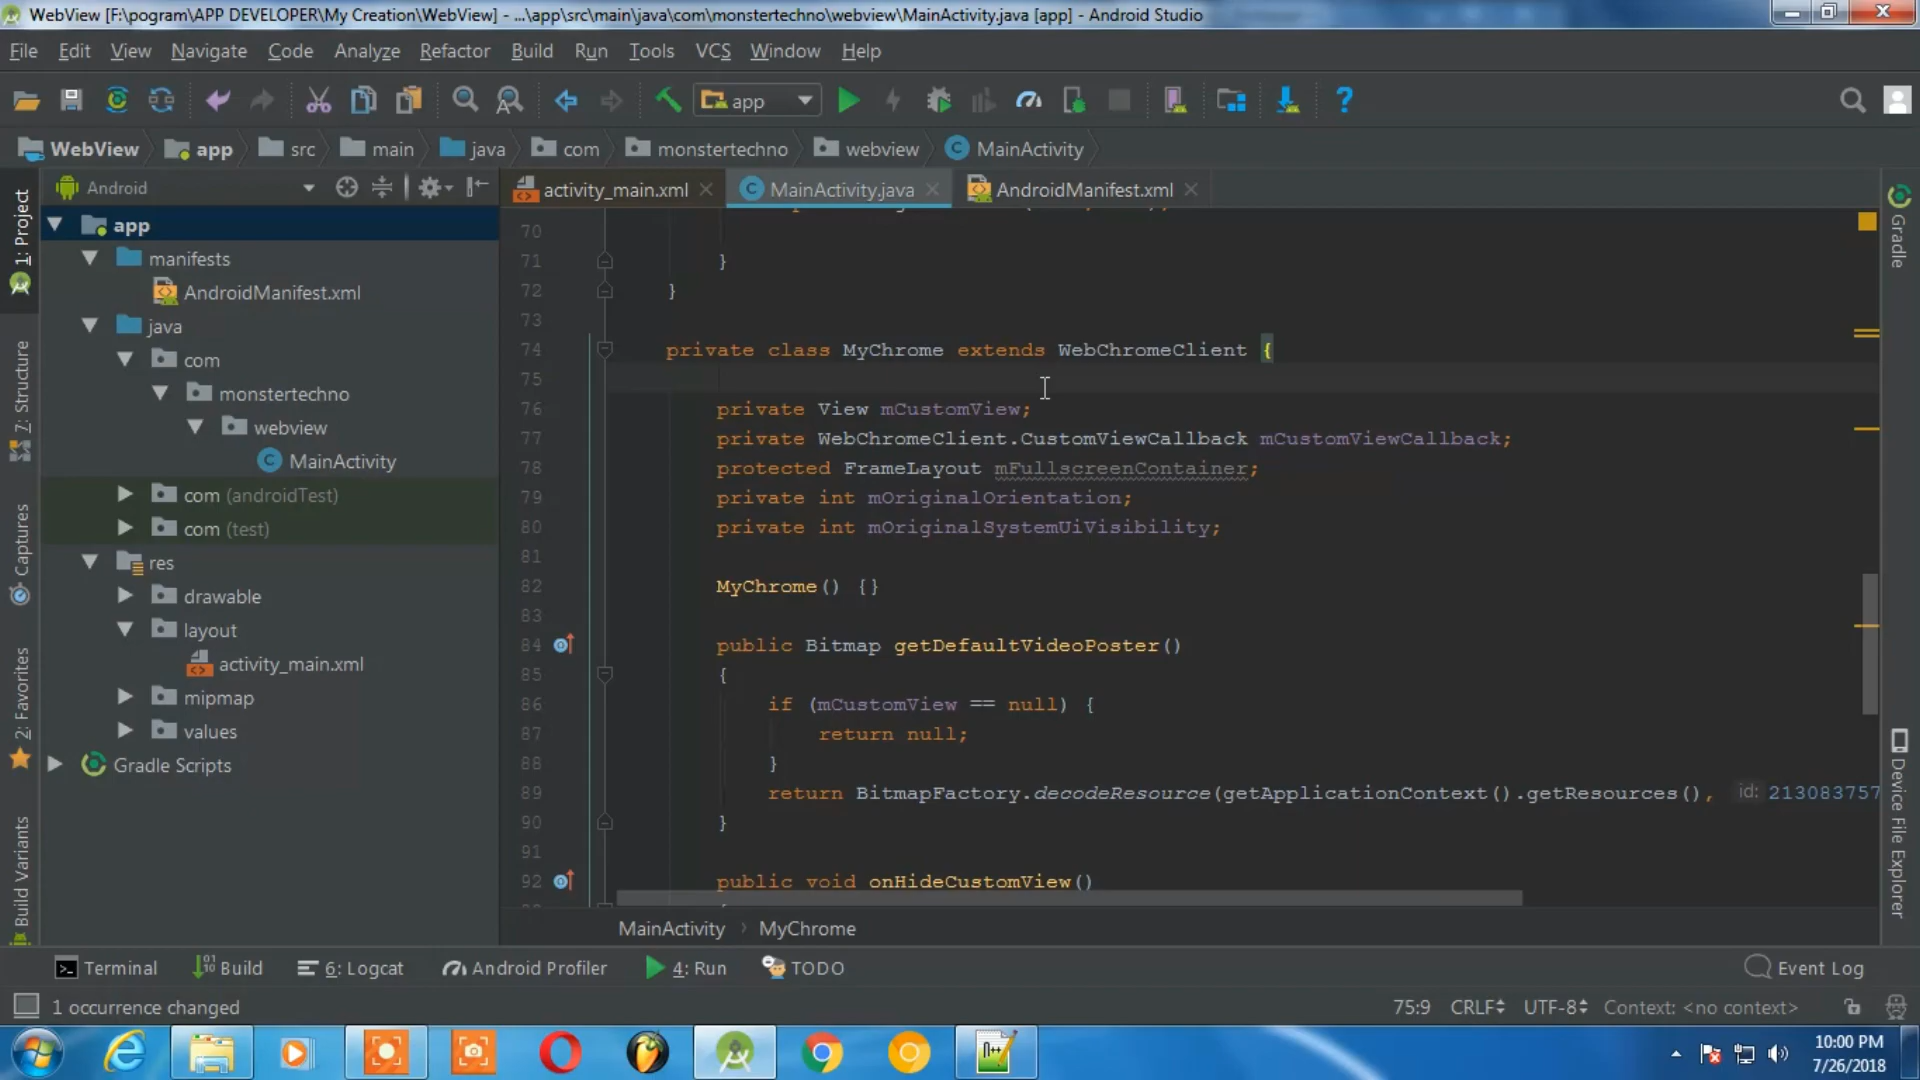 WebView [F:\pogram\APP DEVELOPER\My Creation\WebView] - ...\app\src\main\java\com\monstertechno\webview\MainActivity.java [app] - Android Studio
File Edit View Navigate Code Analyze Refactor Build Run Tools VCS Window Help
app
WebView app src main java com monstertechno webview MainActivity
Android
activity_main.xml MainActivity.java AndroidManifest.xml
1: Project
7: Structure
Captures
2: Favorites
Build Variants
app
manifests
AndroidManifest.xml
java
com
monstertechno
webview
MainActivity
com (androidTest)
com (test)
res
drawable
layout
activity_main.xml
mipmap
values
Gradle Scripts
70
71 }
72 }
73
74 private class MyChrome extends WebChromeClient {
75
76 private View mCustomView;
77 private WebChromeClient.CustomViewCallback mCustomViewCallback;
78 protected FrameLayout mFullscreenContainer;
79 private int mOriginalOrientation;
80 private int mOriginalSystemUiVisibility;
81
82 MyChrome() {}
83
84 public Bitmap getDefaultVideoPoster()
85 {
86 if (mCustomView == null) {
87 return null;
88 }
89 return BitmapFactory.decodeResource(getApplicationContext().getResources(), id: 213083757
90 }
91
92 public void onHideCustomView()
Gradle
Device File Explorer
MainActivity › MyChrome
Terminal Build 6: Logcat Android Profiler 4: Run TODO Event Log
1 occurrence changed 75:9 CRLF UTF-8 Context: <no context>
10:00 PM
7/26/2018